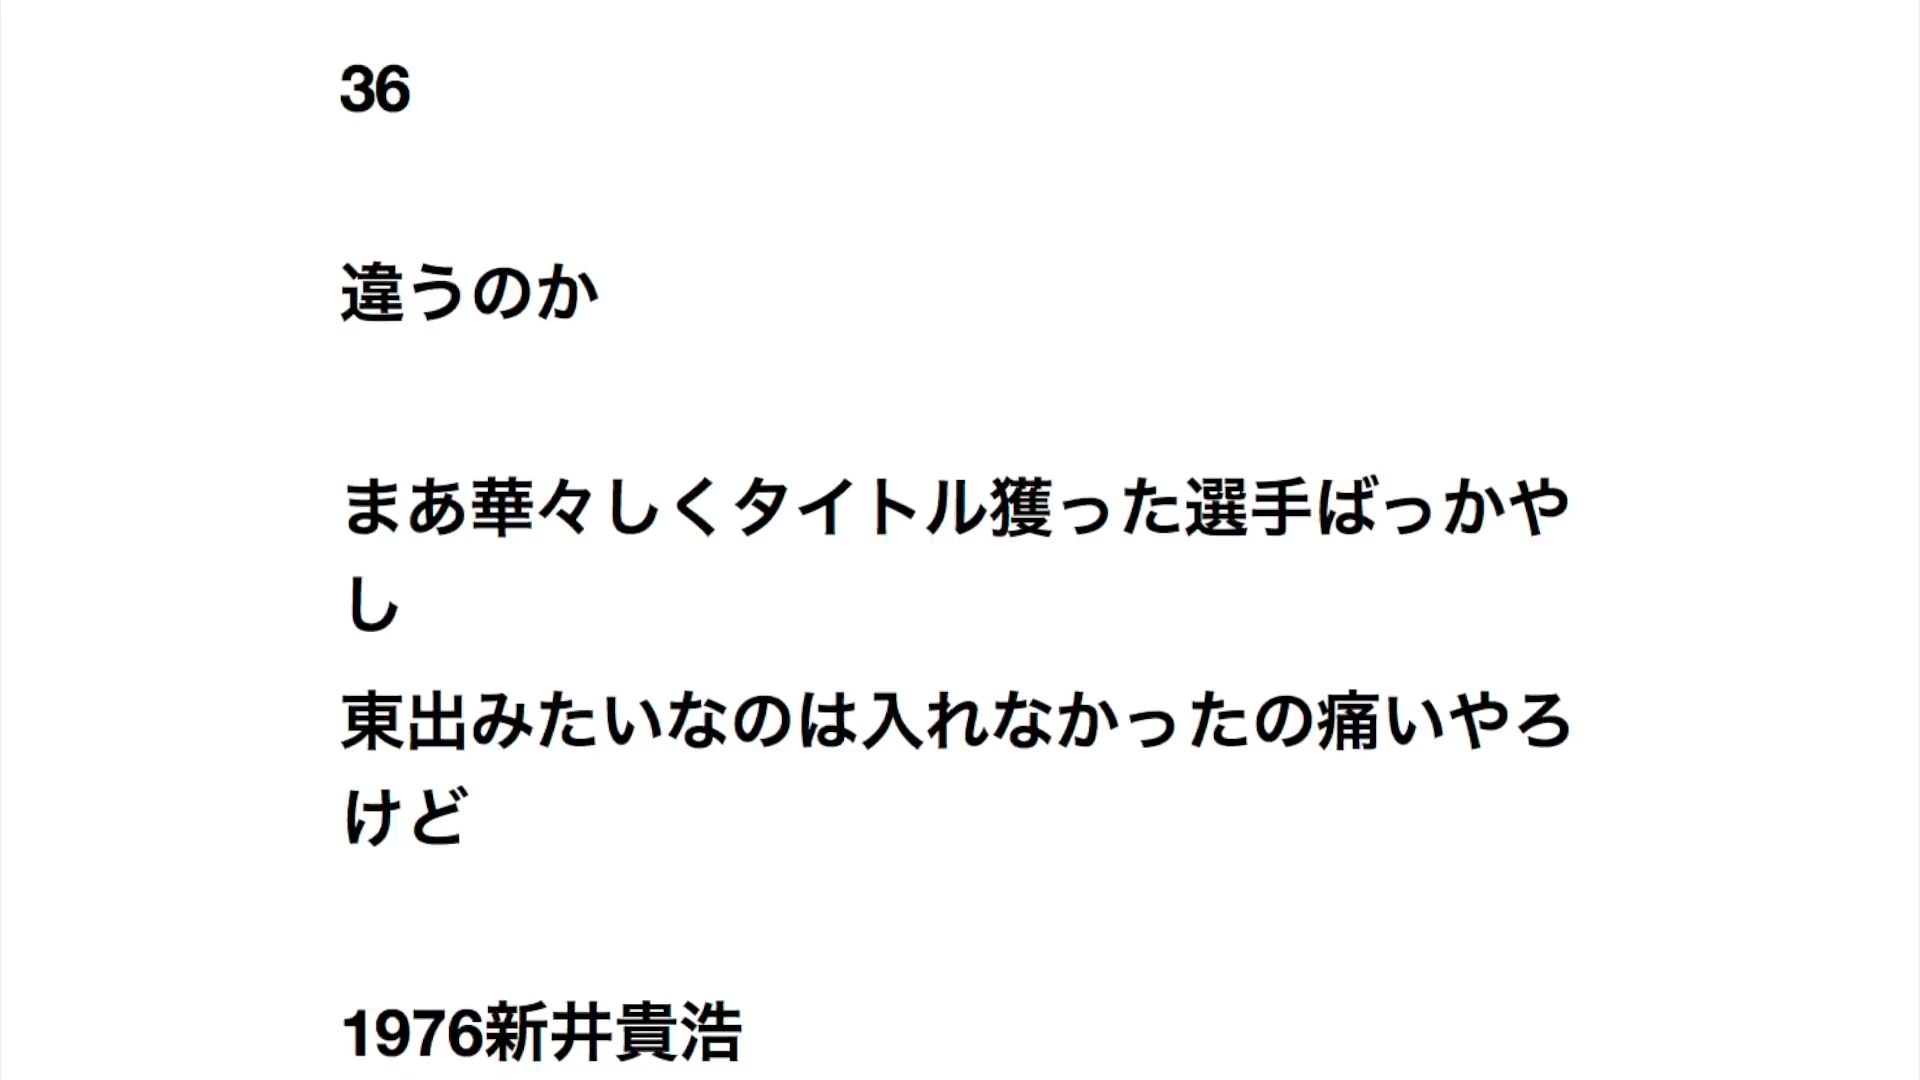 36
違うのか
まあ華々しくタイトル獲った選手ばっかや
し
東出みたいなのは入れなかったの痛いやろ
けど
1976新井貴浩